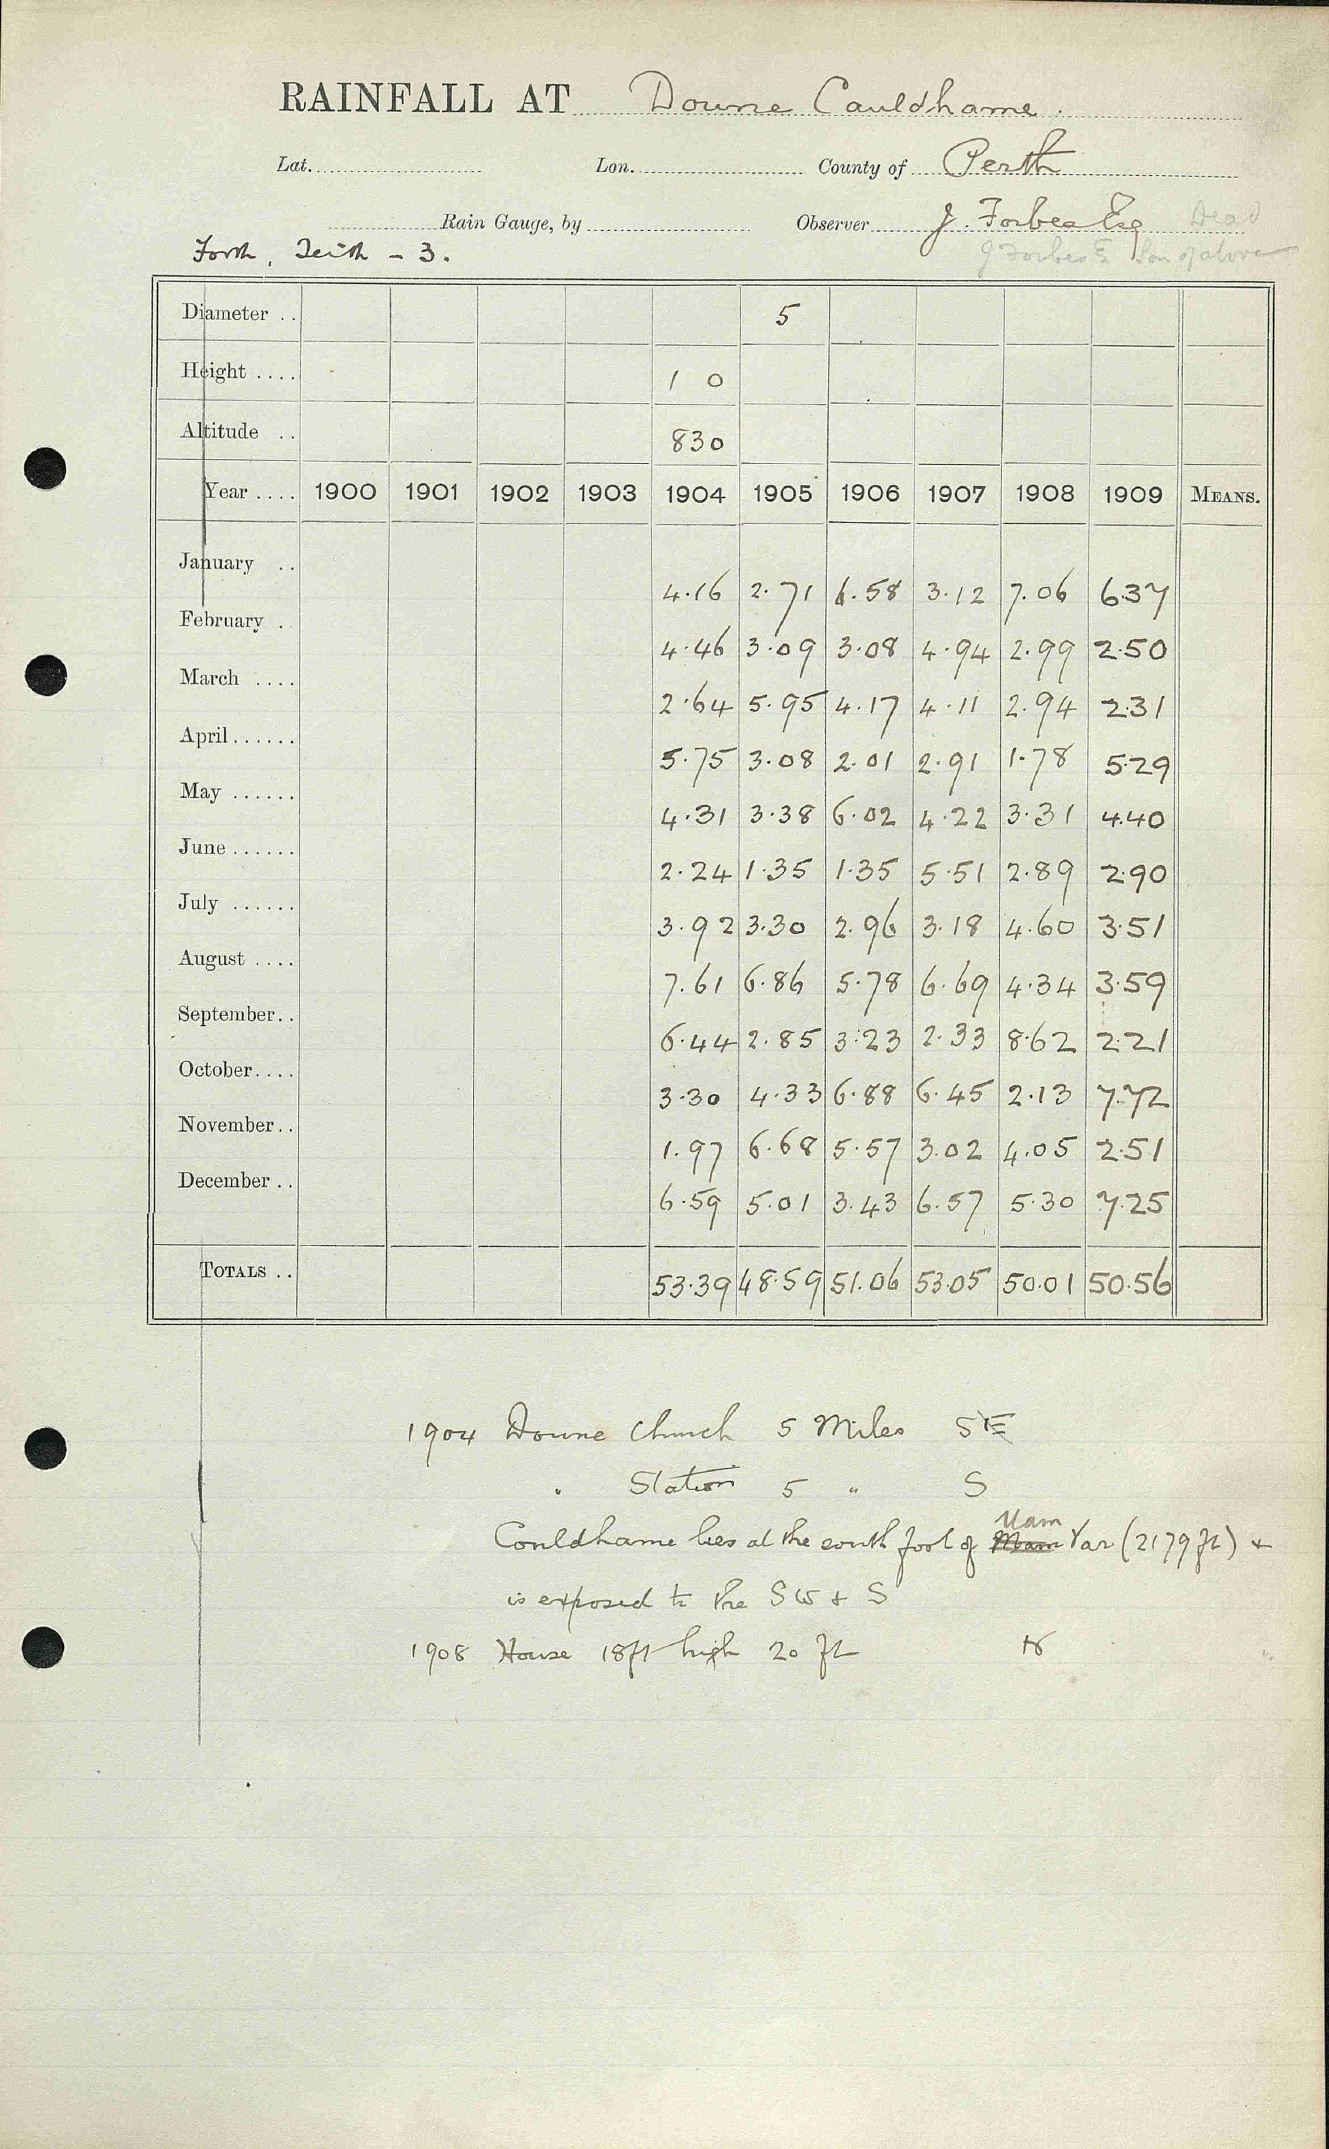 RAINFALL AT Doune Cauldhame.
Lat. Lon. County of Perth
Rain Gauge, by Observer J. Forbes Esq Dead
Forth, Teith - 3. J Forbes Son of above
Diameter .. 5
Height .... 1 0
Altitude .. 830
Year .... 1900 1901 1902 1903 1904 1905 1906 1907 1908 1909 MEANS.
January .. 4.16 2.71 6.58 3.12 7.06 6.37
February . 4.46 3.09 3.08 4.94 2.99 2.50
March .... 2.64 5.95 4.17 4.11 2.94 2.31
April ...... 5.75 3.08 2.01 2.91 1.78 5.29
May ...... 4.31 3.38 6.02 4.22 3.31 4.40
June ...... 2.24 1.35 1.35 5.51 2.89 2.90
July ...... 3.92 3.30 2.96 3.18 4.60 3.51
August .... 7.61 6.86 5.78 6.69 4.34 3.59
September.. 6.44 2.85 3.23 2.33 8.62 2.21
October.... 3.30 4.33 6.88 6.45 2.13 7.72
November.. 1.97 6.68 5.57 3.02 4.05 2.51
December .. 6.59 5.01 3.43 6.57 5.30 7.25
TOTALS .. 53.39 48.59 51.06 53.05 50.01 50.56
1904 Doune Church 5 Miles SE
" Station 5 " S
Uam
Couldhame lies at the south foot of Mam Var (2179 ft) +
is exposed to the SW + S
1908 House 18ft high 20 ft N